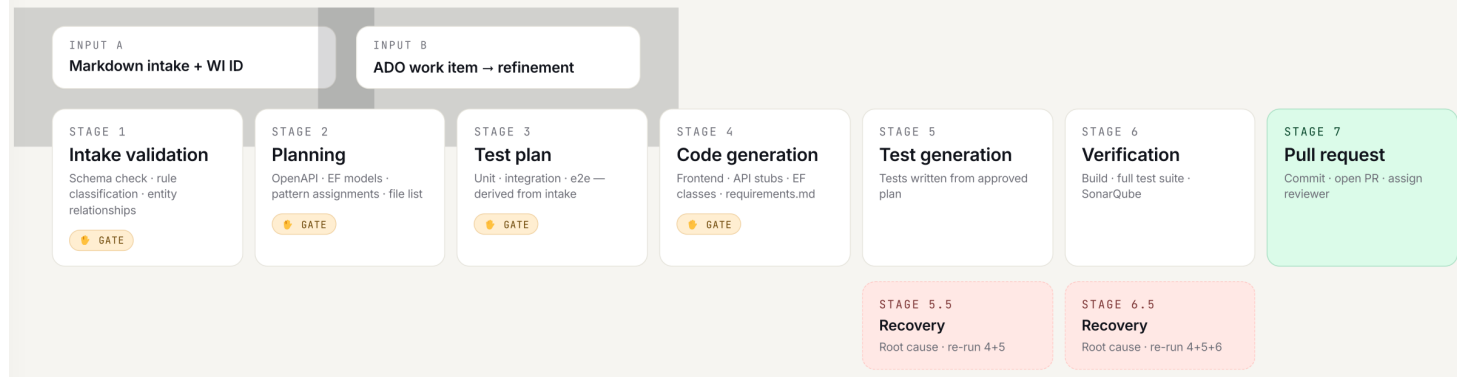 INPUT A
Markdown intake + WI ID
INPUT B
ADO work item → refinement
STAGE 1
Intake validation
Schema check · rule
classification · entity
relationships
GATE
STAGE 2
Planning
OpenAPI · EF models ·
pattern assignments · file list
GATE
STAGE 3
Test plan
Unit · integration · e2e —
derived from intake
GATE
STAGE 4
Code generation
Frontend · API stubs · EF
classes · requirements.md
GATE
STAGE 5
Test generation
Tests written from approved
plan
STAGE 6
Verification
Build · full test suite ·
SonarQube
STAGE 7
Pull request
Commit · open PR · assign
reviewer
STAGE 5.5
Recovery
Root cause · re-run 4+5
STAGE 6.5
Recovery
Root cause · re-run 4+5+6